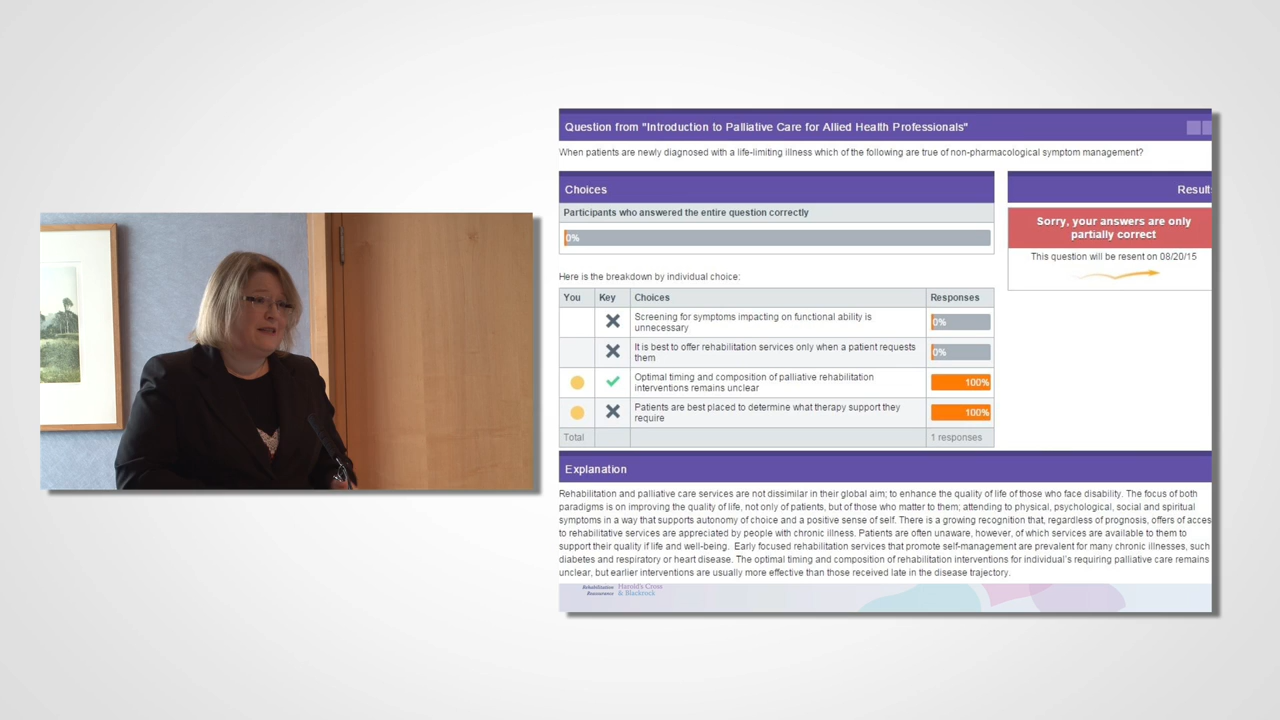 Question from "Introduction to Palliative Care for Allied Health Professionals"
When patients are newly diagnosed with a life-limiting illness which of the following are true of non-pharmacological symptom management?
Choices
Participants who answered the entire question correctly
0%
Here is the breakdown by individual choice:
You Key Choices Responses
Screening for symptoms impacting on functional ability is
unnecessary
0%
It is best to offer rehabilitation services only when a patient requests
them
0%
Optimal timing and composition of palliative rehabilitation
interventions remains unclear
100%
Patients are best placed to determine what therapy support they
require
100%
Total 1 responses
Result
Sorry, your answers are only
partially correct
This question will be resent on 08/20/15
Explanation
Rehabilitation and palliative care services are not dissimilar in their global aim; to enhance the quality of life of those who face disability. The focus of both
paradigms is on improving the quality of life, not only of patients, but of those who matter to them; attending to physical, psychological, social and spiritual
symptoms in a way that supports autonomy of choice and a positive sense of self. There is a growing recognition that, regardless of prognosis, offers of acces
to rehabilitative services are appreciated by people with chronic illness. Patients are often unaware, however, of which services are available to them to
support their quality if life and well-being. Early focused rehabilitation services that promote self-management are prevalent for many chronic illnesses, such
diabetes and respiratory or heart disease. The optimal timing and composition of rehabilitation interventions for individual's requiring palliative care remains
unclear, but earlier interventions are usually more effective than those received late in the disease trajectory.
Rehabilitation Harold's Cross
Reassurance & Blackrock